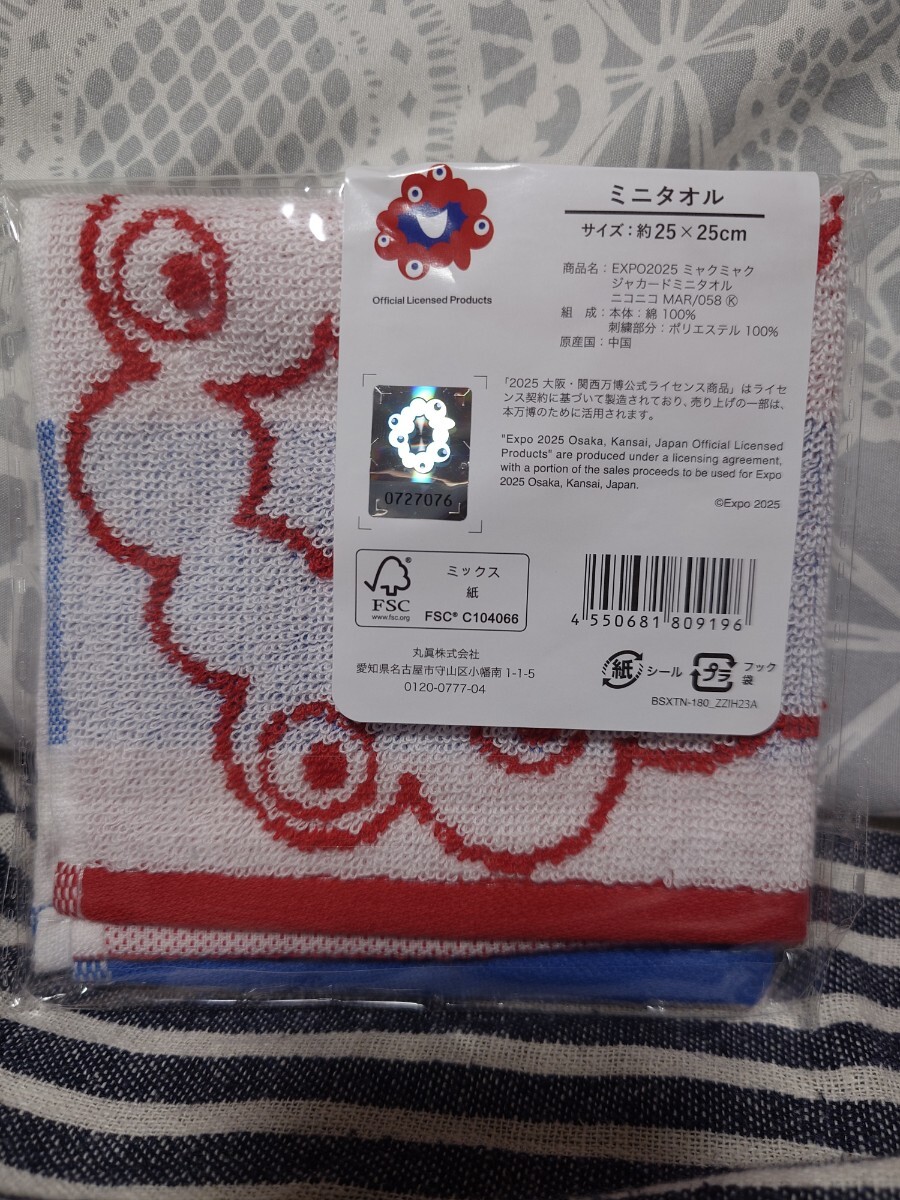 ミニタオル
サイズ：約25×25cm
Official Licensed Products
商品名：EXPO2025 ミャクミャク
ジャカードミニタオル
ニコニコ MAR/058 Ⓚ
組　成：本体：綿 100%
刺繍部分：ポリエステル 100%
原産国：中国
「2025 大阪・関西万博公式ライセンス商品」はライセ
ンス契約に基づいて製造されており、売り上げの一部は、
本万博のために活用されます。
"Expo 2025 Osaka, Kansai, Japan Official Licensed
Products" are produced under a licensing agreement,
with a portion of the sales proceeds to be used for Expo
2025 Osaka, Kansai, Japan.
©Expo 2025
0727076
FSC
www.fsc.org
ミックス
紙
FSC® C104066
4 550681 809196
丸眞株式会社
愛知県名古屋市守山区小幡南 1-1-5
0120-0777-04
紙 シール
プラ フック
袋
BSXTN-180_ZZIH23A